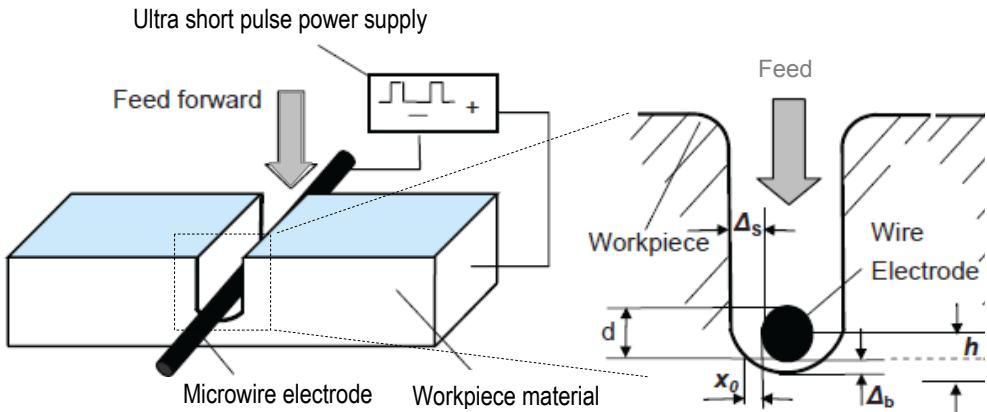 Ultra short pulse power supply
Feed forward
+
Feed
Workpiece
Δs
Wire
Electrode
d
h
x₀
Δb
Microwire electrode
Workpiece material